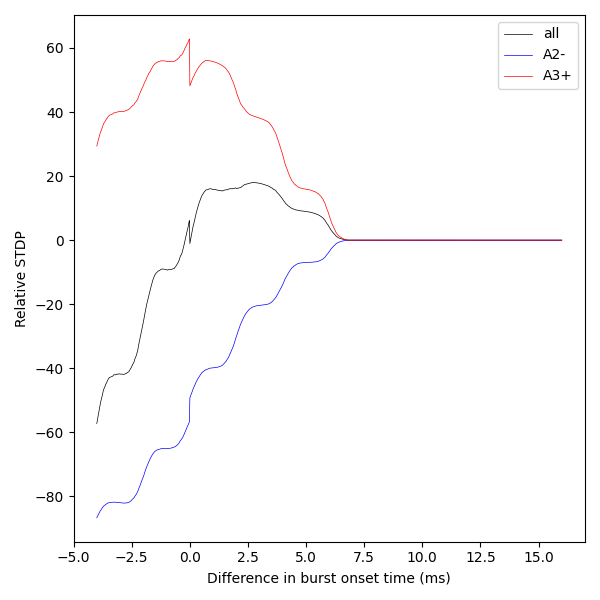 all
A2-
A3+
60
40
20
0
−20
−40
−60
−80
Relative STDP
−5.0 −2.5 0.0 2.5 5.0 7.5 10.0 12.5 15.0
Difference in burst onset time (ms)